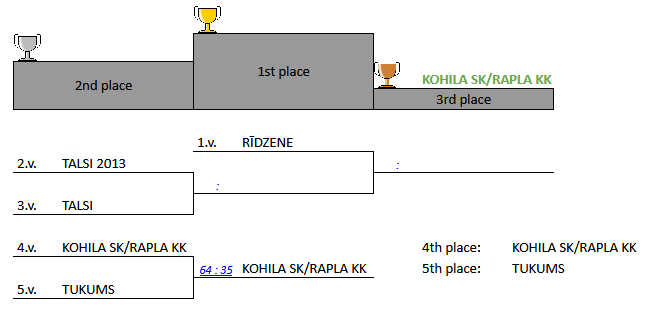 1st place
2nd place
KOHILA SK/RAPLA KK
3rd place
1.v. RĪDZENE
2.v. TALSI 2013
:
:
3.v. TALSI
4.v. KOHILA SK/RAPLA KK
4th place: KOHILA SK/RAPLA KK
64 : 35 KOHILA SK/RAPLA KK
5th place: TUKUMS
5.v. TUKUMS